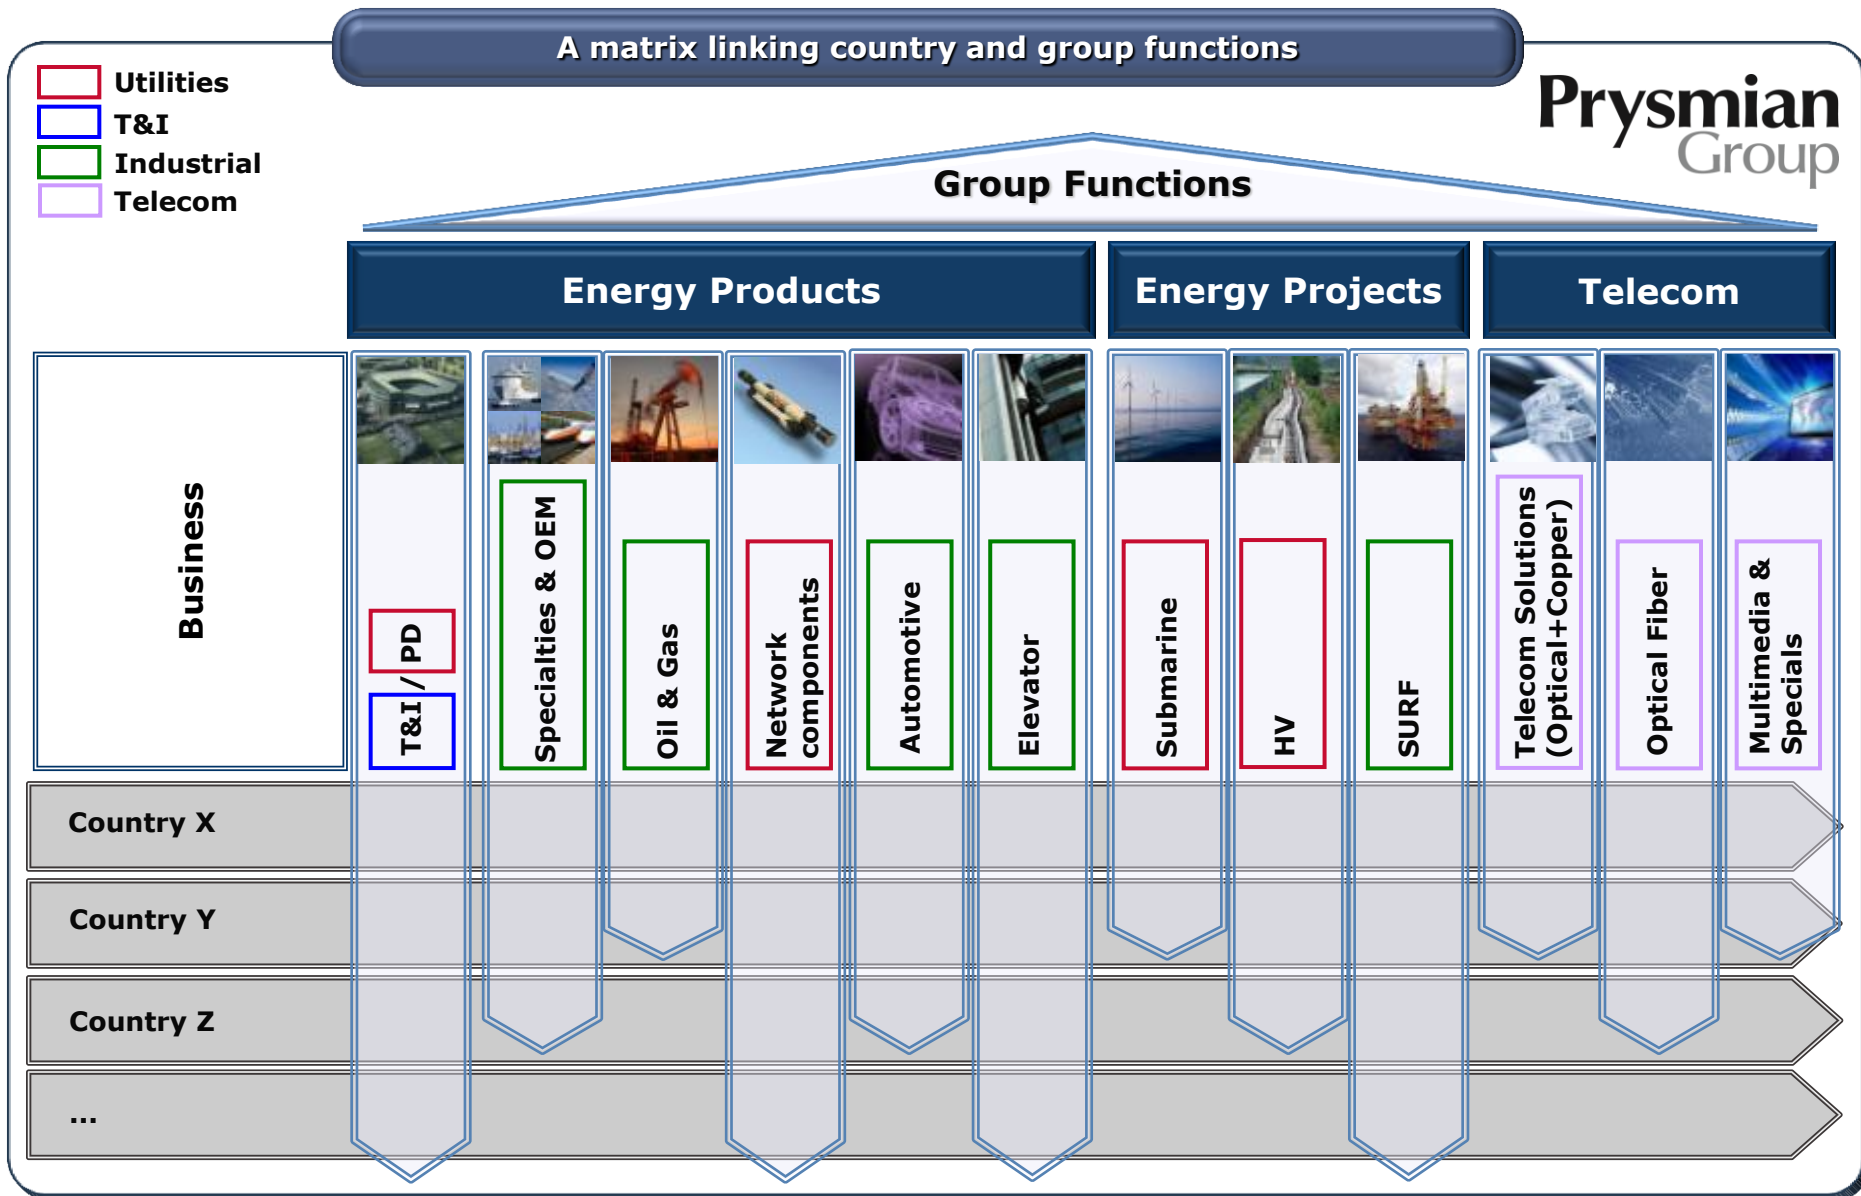 A matrix linking country and group functions
Utilities
T&I
Industrial
Telecom
Prysmian
Group
Group Functions
Energy Products
Energy Projects
Telecom
Business
T&I / PD
Specialties & OEM
Oil & Gas
Network
components
Automotive
Elevator
Submarine
HV
SURF
Telecom Solutions
(Optical+Copper)
Optical Fiber
Multimedia &
Specials
Country X
Country Y
Country Z
...